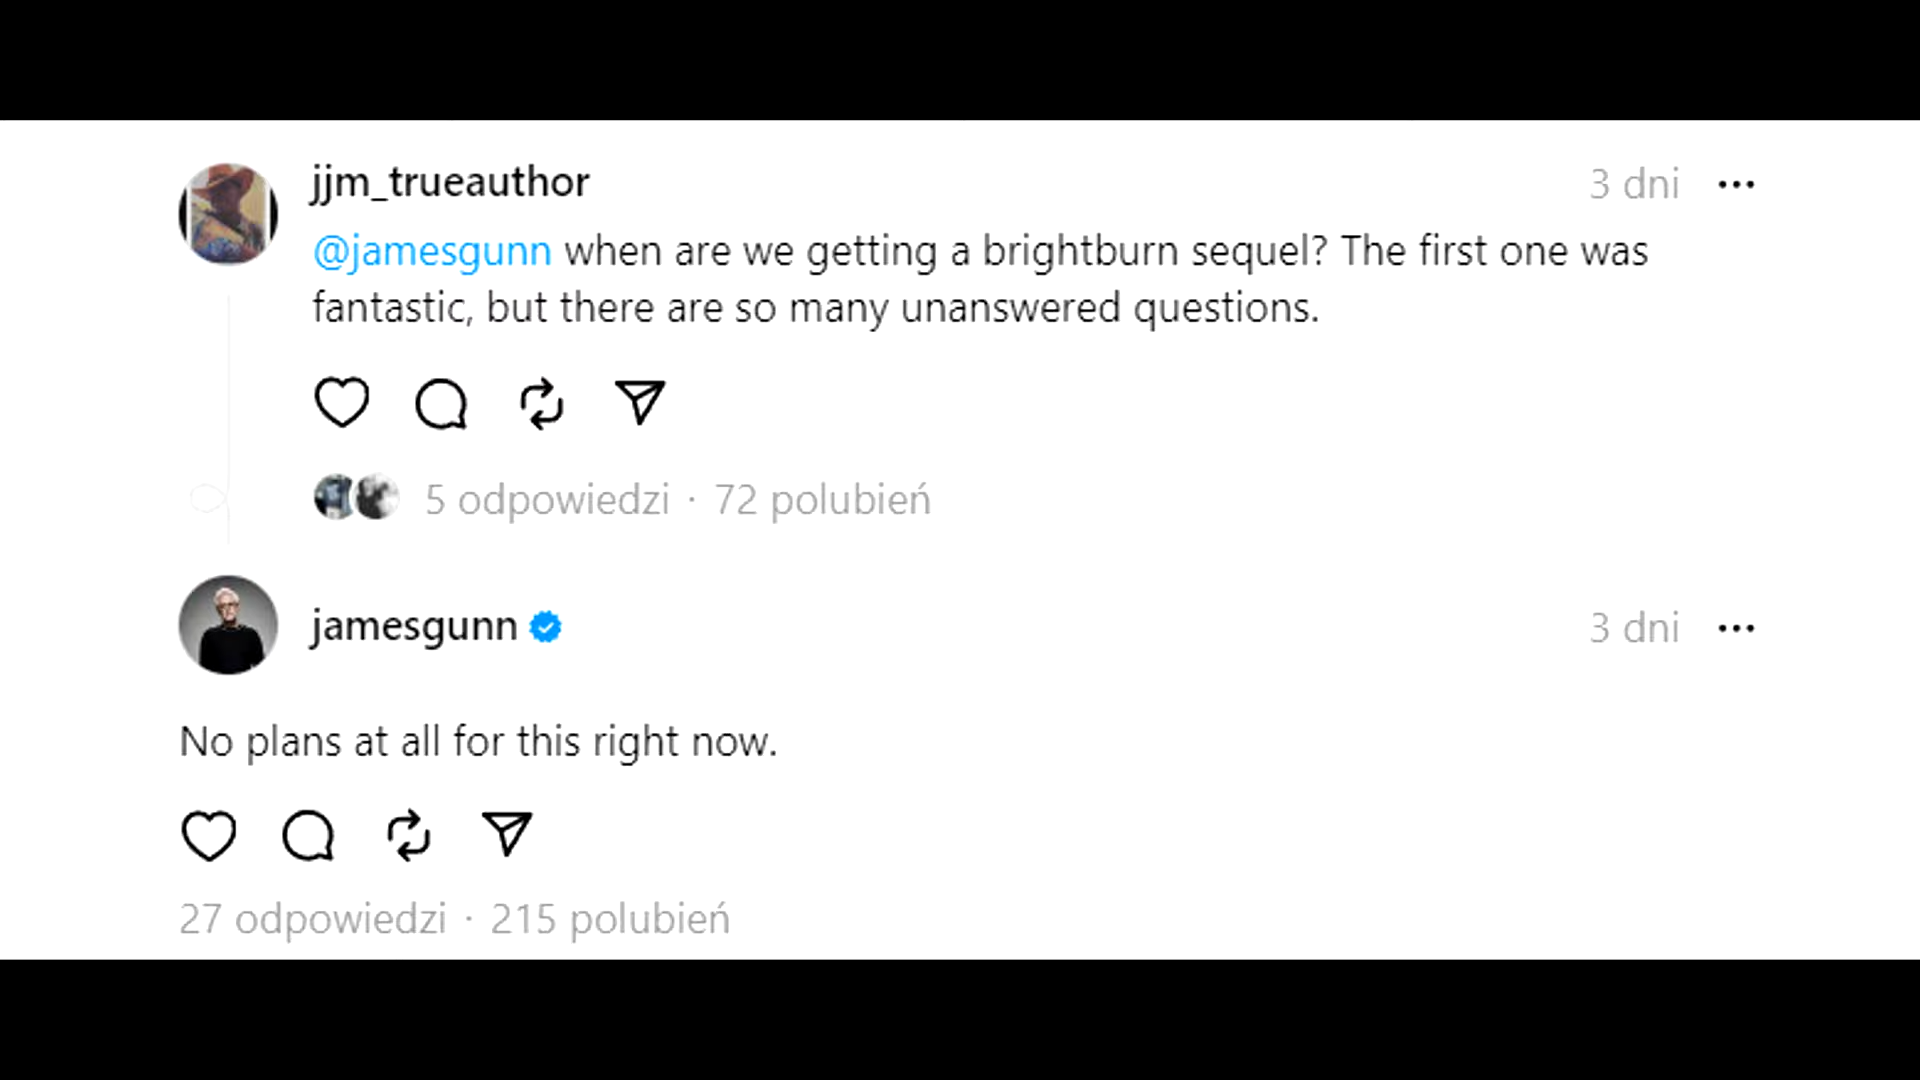 jjm_trueauthor
3 dni
@jamesgunn when are we getting a brightburn sequel? The first one was
fantastic, but there are so many unanswered questions.
5 odpowiedzi · 72 polubień
jamesgunn
3 dni
No plans at all for this right now.
27 odpowiedzi · 215 polubień